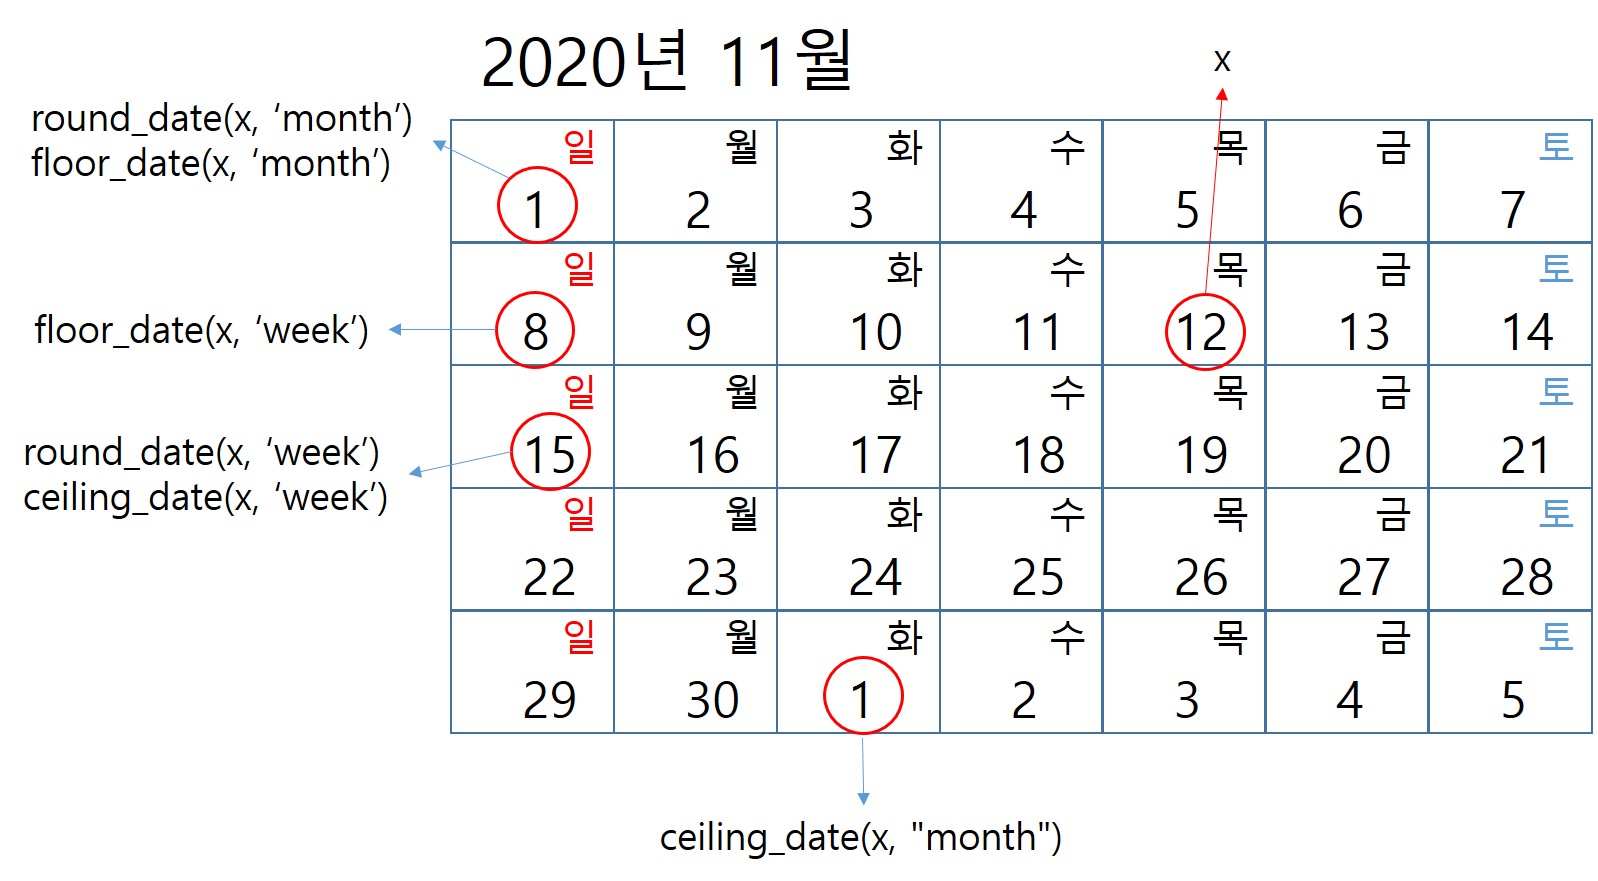 2020년 11월
x
round_date(x, ‘month’)
floor_date(x, ‘month’)
일 월 화 수 목 금 토
1 2 3 4 5 6 7
일 월 화 수 목 금 토
floor_date(x, ‘week’)
8 9 10 11 12 13 14
일 월 화 수 목 금 토
round_date(x, ‘week’)
ceiling_date(x, ‘week’)
15 16 17 18 19 20 21
일 월 화 수 목 금 토
22 23 24 25 26 27 28
일 월 화 수 목 금 토
29 30 1 2 3 4 5
ceiling_date(x, "month")